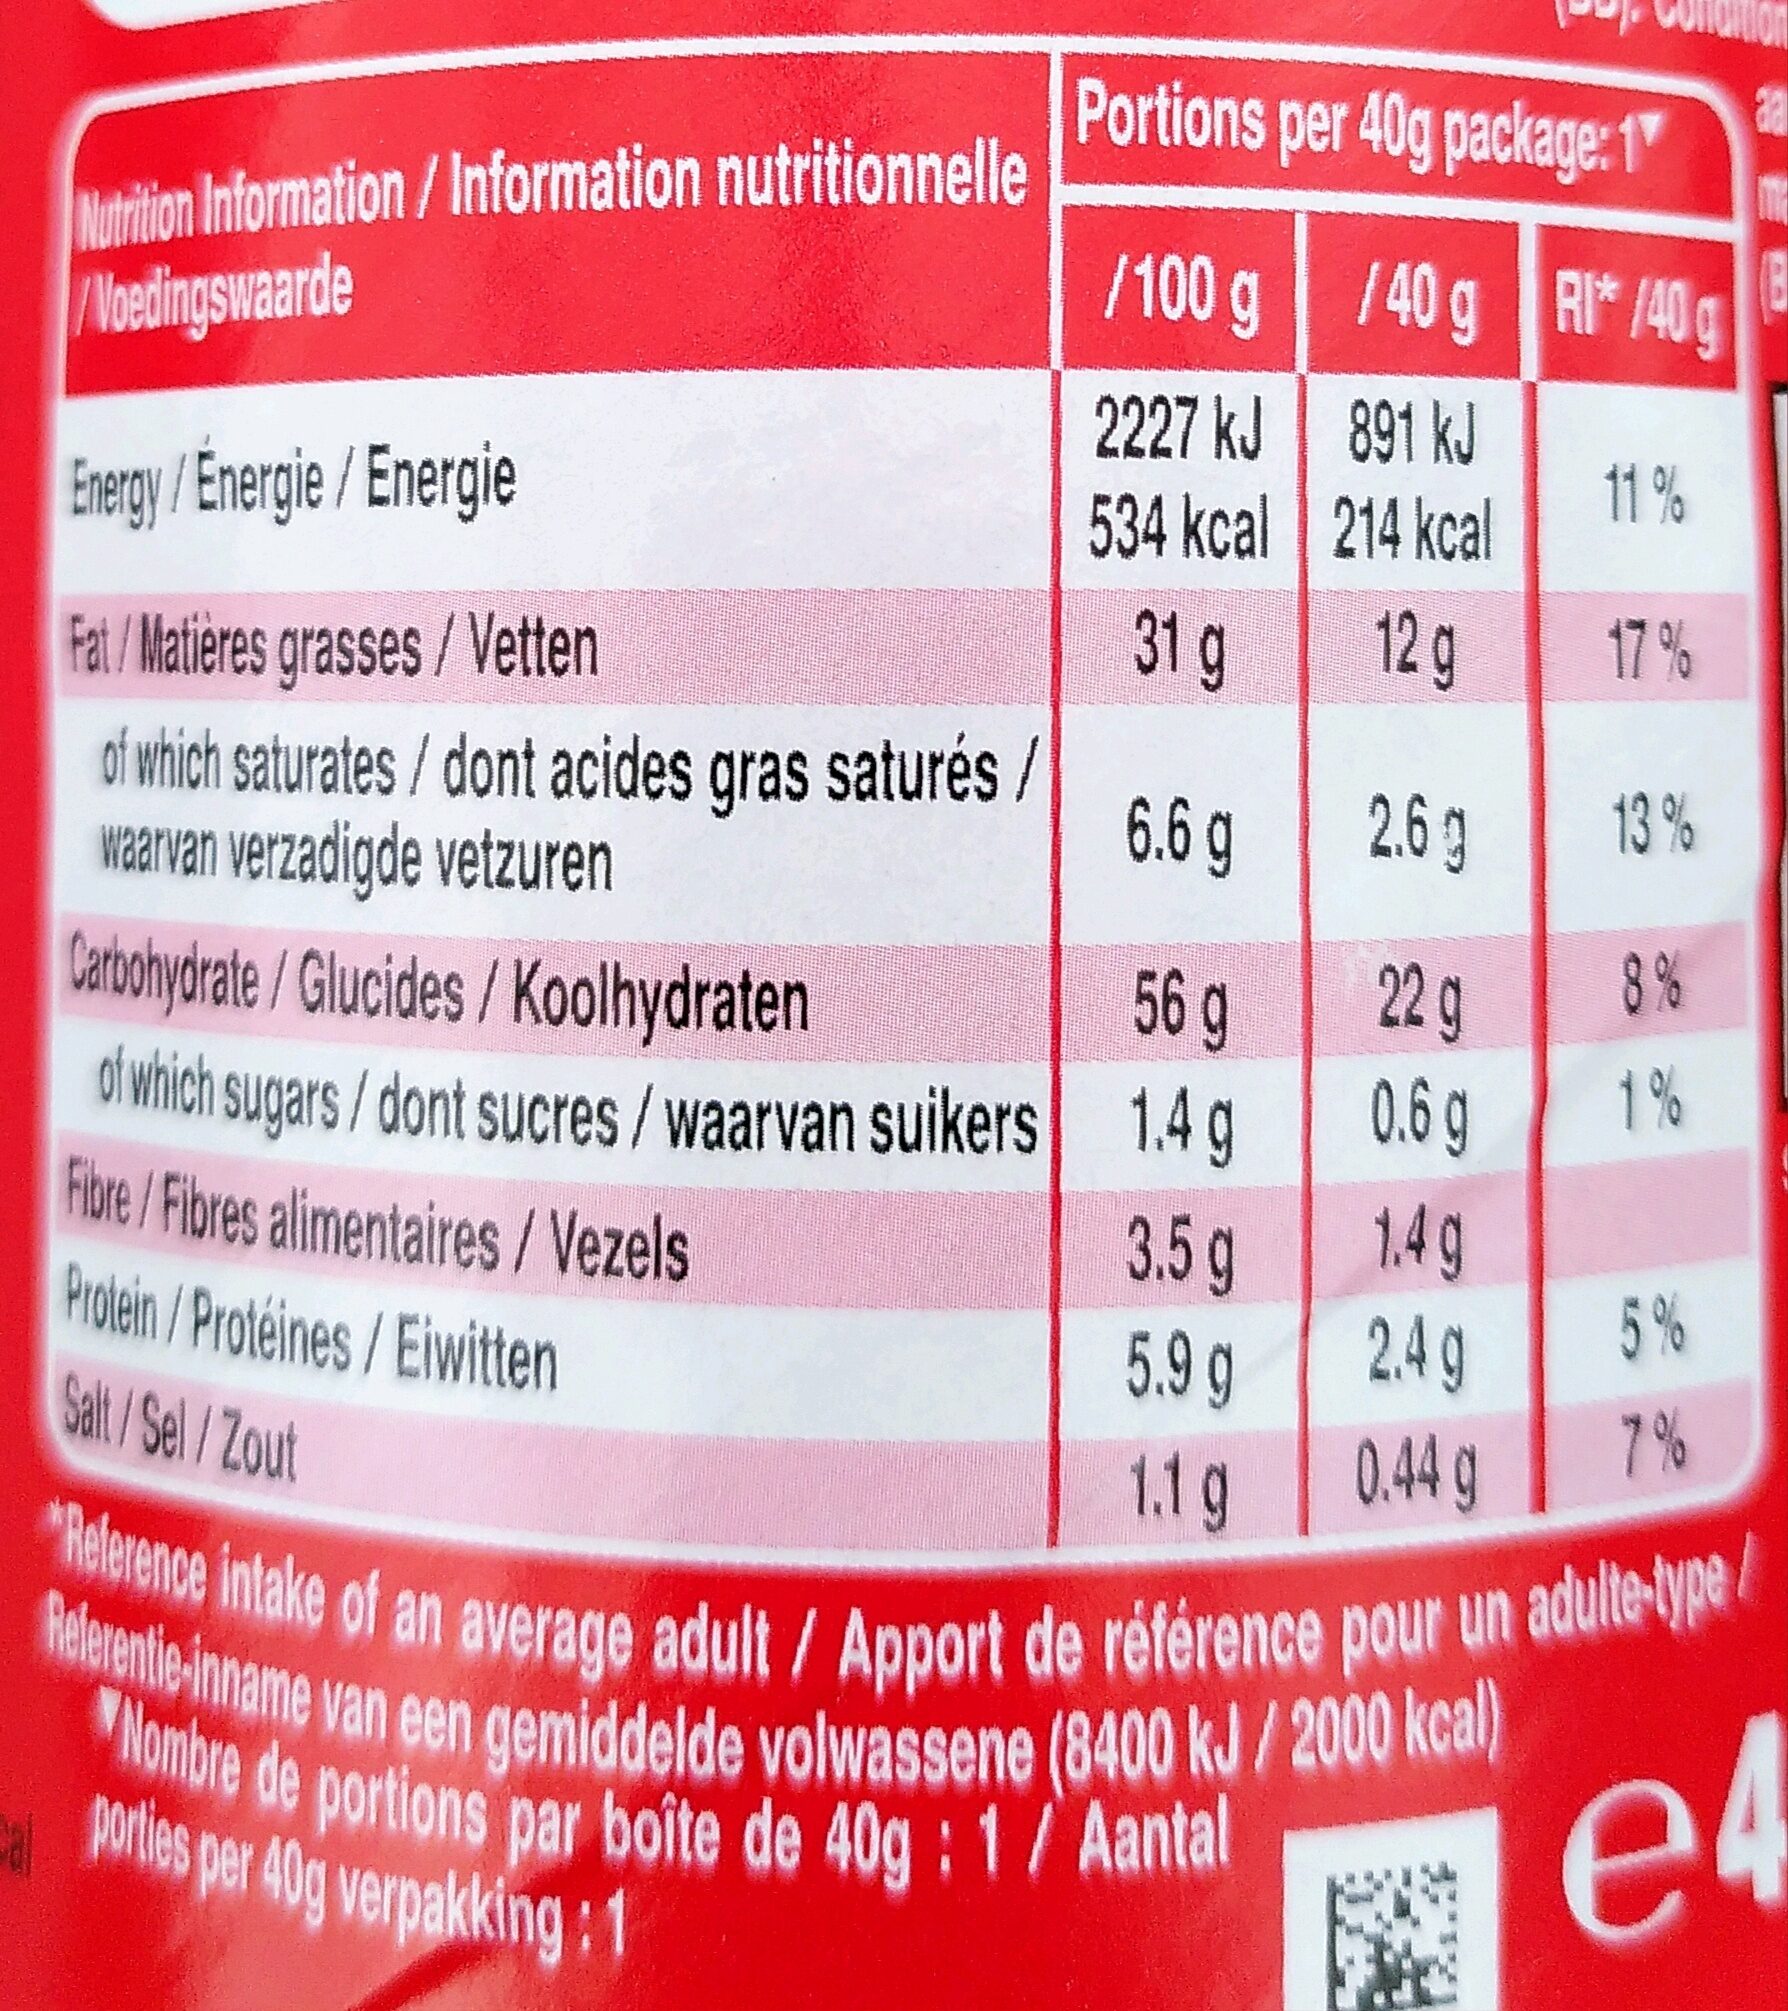 Portions per 40g package: 1▼
Nutrition Information / Information nutritionnelle
/ Voedingswaarde
/ 100 g / 40 g RI* /40 g
Energy / Énergie / Energie
2227 kJ 891 kJ
534 kcal 214 kcal
11 %
Fat / Matières grasses / Vetten 31 g 12 g 17 %
of which saturates / dont acides gras saturés /
waarvan verzadigde vetzuren
6.6 g 2.6 g 13 %
Carbohydrate / Glucides / Koolhydraten 56 g 22 g 8 %
of which sugars / dont sucres / waarvan suikers 1.4 g 0.6 g 1 %
Fibre / Fibres alimentaires / Vezels 3.5 g 1.4 g
Protein / Protéines / Eiwitten 5.9 g 2.4 g 5 %
Salt / Sel / Zout 1.1 g 0.44 g 7 %
*Reference intake of an average adult / Apport de référence pour un adulte-type /
Referentie-inname van een gemiddelde volwassene (8400 kJ / 2000 kcal)
▼Nombre de portions par boîte de 40g : 1 / Aantal
porties per 40g verpakking : 1
e4